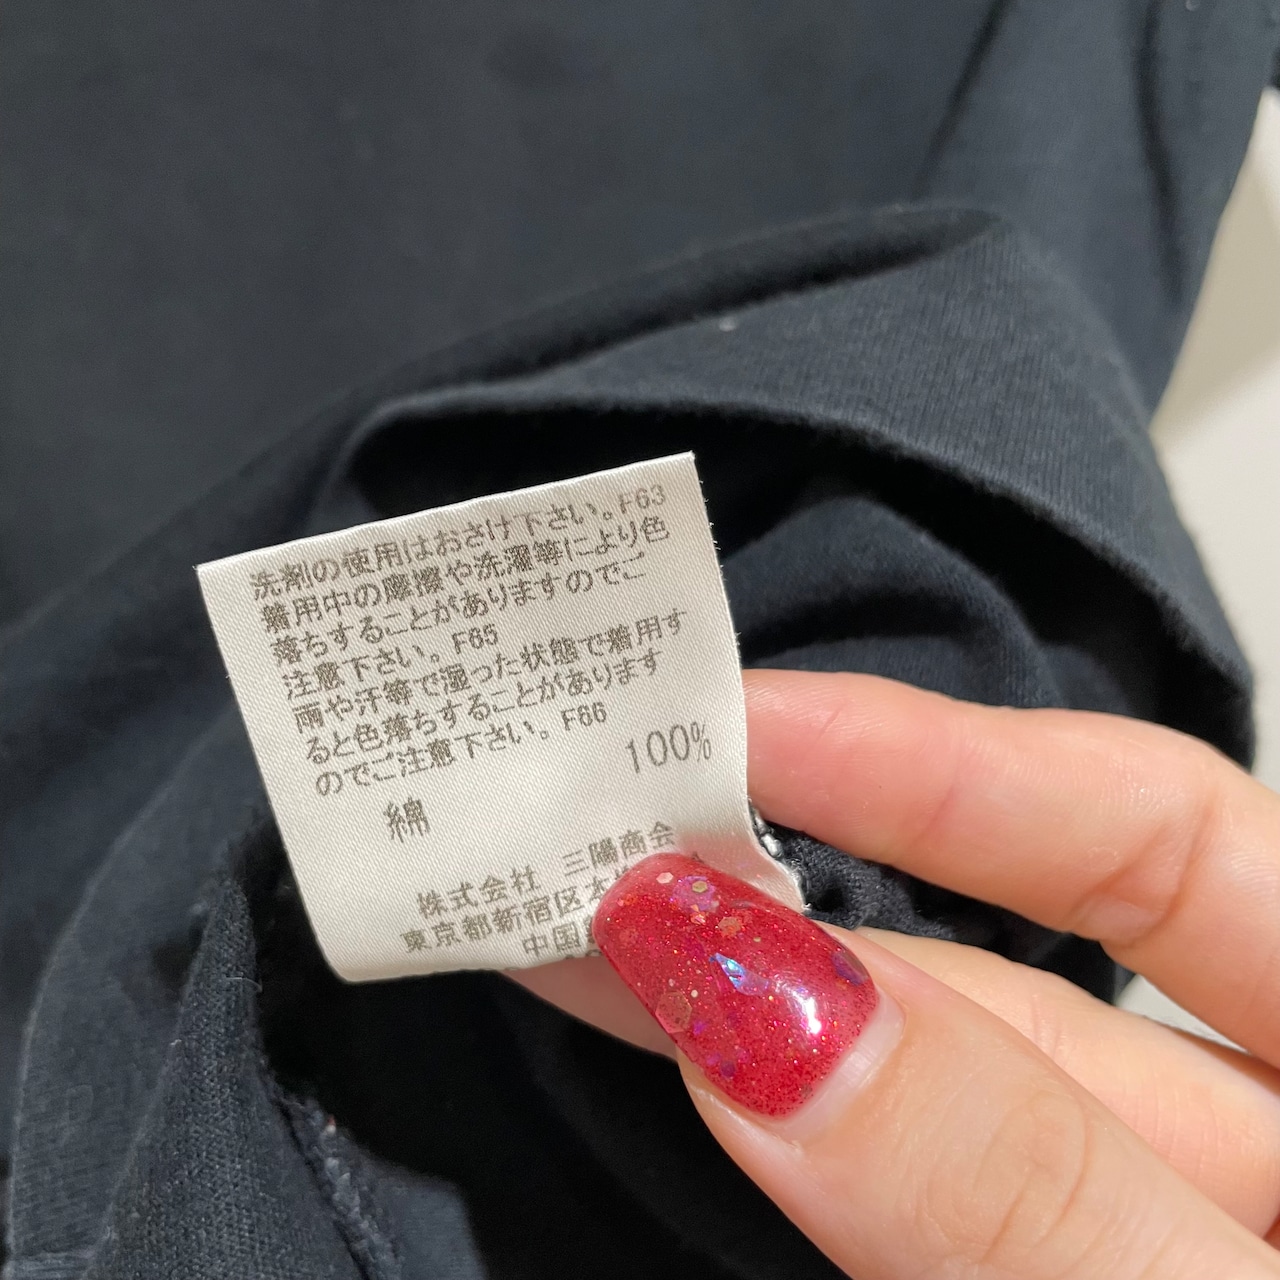 洗剤の使用はおさけ下さい。F63
着用中の摩擦や洗濯等により色
落ちすることがありますのでご
注意下さい。F65
雨や汗等で湿った状態で着用す
ると色落ちすることがあります
のでご注意下さい。F66
綿 100%
株式会社 三陽商会
東京都新宿区本
中国